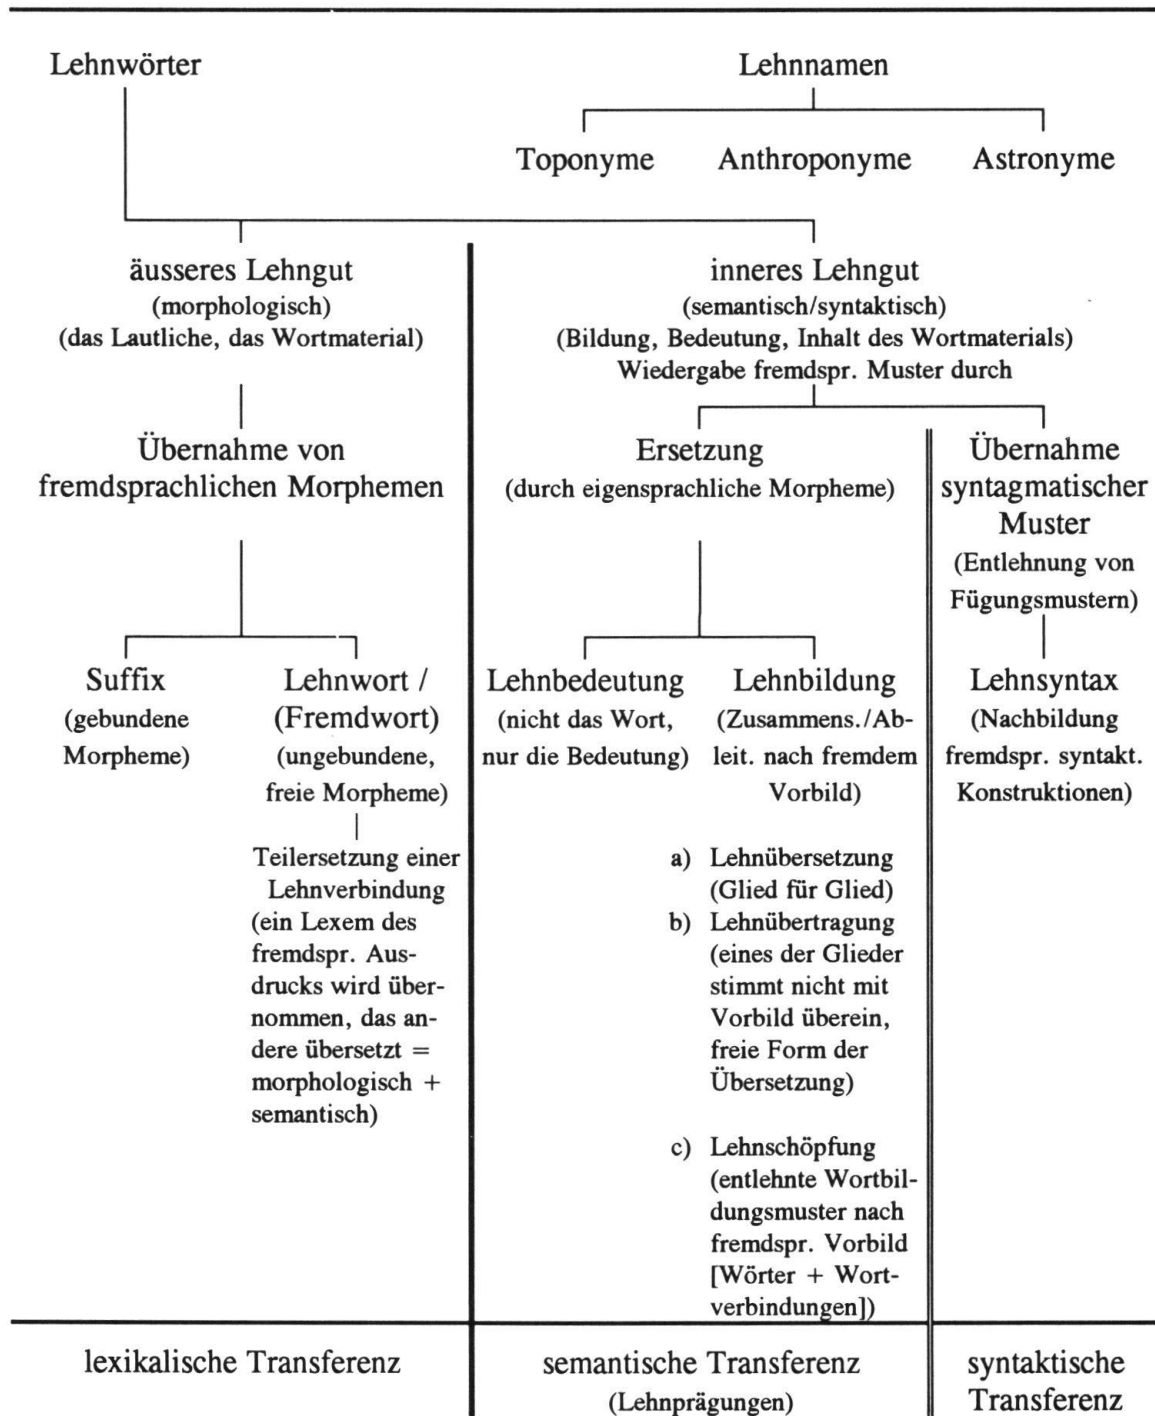 Lehnwörter
Lehnnamen
Toponyme
Anthroponyme
Astronyme
äusseres Lehngut
(morphologisch)
(das Lautliche, das Wortmaterial)
inneres Lehngut
(semantisch/syntaktisch)
(Bildung, Bedeutung, Inhalt des Wortmaterials)
Wiedergabe fremdspr. Muster durch
Übernahme von
fremdsprachlichen Morphemen
Ersetzung
(durch eigensprachliche Morpheme)
Übernahme
syntagmatischer
Muster
(Entlehnung von
Fügungsmustern)
Suffix
(gebundene
Morpheme)
Lehnwort /
(Fremdwort)
(ungebundene,
freie Morpheme)
Teilersetzung einer
Lehnverbindung
(ein Lexem des
fremdspr. Aus-
drucks wird über-
nommen, das an-
dere übersetzt =
morphologisch +
semantisch)
Lehnbedeutung
(nicht das Wort,
nur die Bedeutung)
Lehnbildung
(Zusammens./Ab-
leit. nach fremdem
Vorbild)
a) Lehnübersetzung
(Glied für Glied)
b) Lehnübertragung
(eines der Glieder
stimmt nicht mit
Vorbild überein,
freie Form der
Übersetzung)
c) Lehnschöpfung
(entlehnte Wortbil-
dungsmuster nach
fremdspr. Vorbild
[Wörter + Wort-
verbindungen])
Lehnsyntax
(Nachbildung
fremdspr. syntakt.
Konstruktionen)
lexikalische Transferenz
semantische Transferenz
(Lehnprägungen)
syntaktische
Transferenz